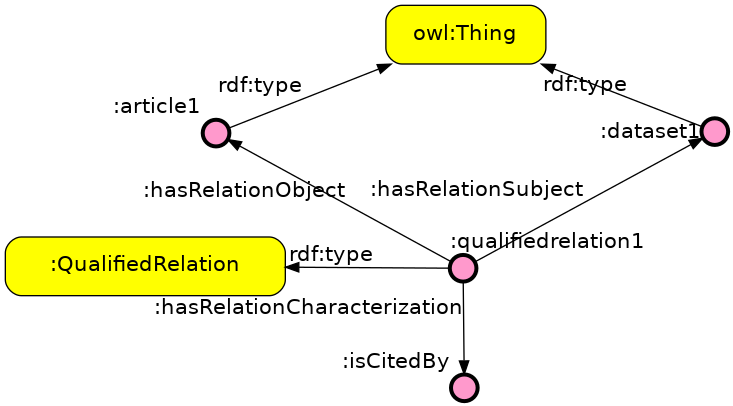 owl:Thing
rdf:type
rdf:type
:article1
:dataset1
:hasRelationObject
:hasRelationSubject
:qualifiedrelation1
:QualifiedRelation
rdf:type
:hasRelationCharacterization
:isCitedBy